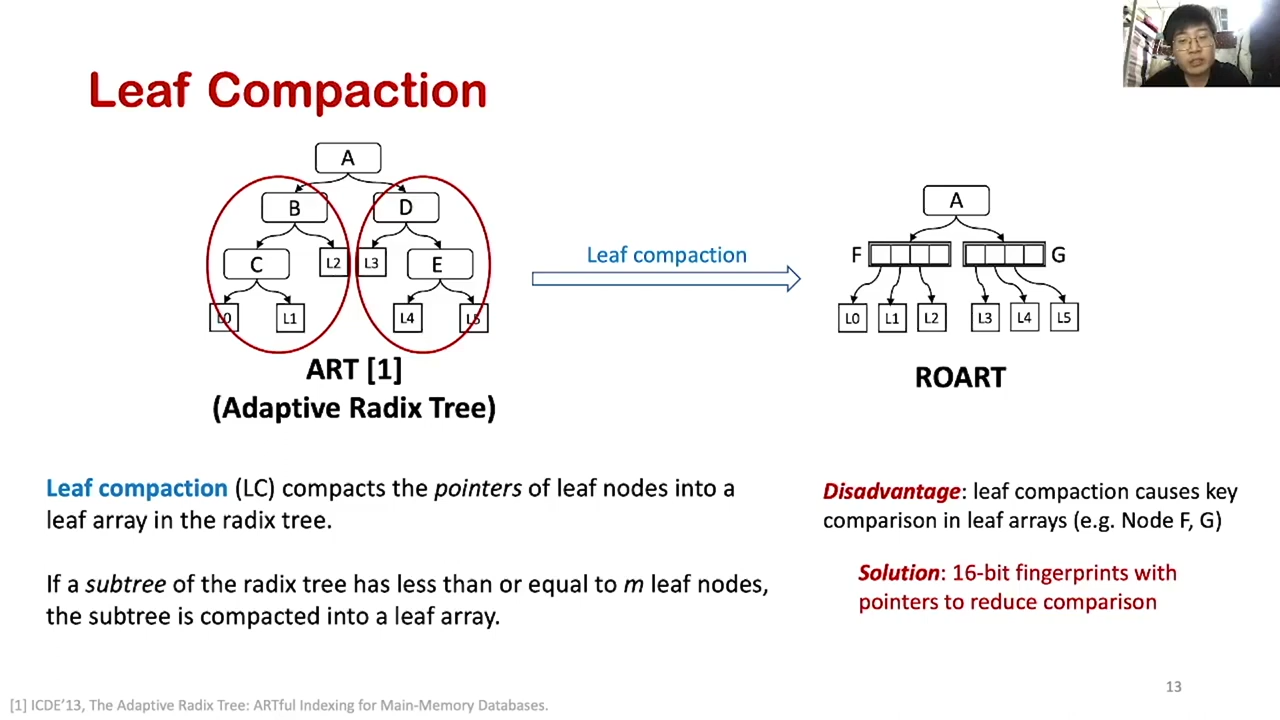 Leaf Compaction
A
B
D
C
L2
L3
E
L0
L1
L4
L5
ART [1]
(Adaptive Radix Tree)
Leaf compaction
A
F
G
L0
L1
L2
L3
L4
L5
ROART
Leaf compaction (LC) compacts the pointers of leaf nodes into a
leaf array in the radix tree.
If a subtree of the radix tree has less than or equal to m leaf nodes,
the subtree is compacted into a leaf array.
Disadvantage: leaf compaction causes key
comparison in leaf arrays (e.g. Node F, G)
Solution: 16-bit fingerprints with
pointers to reduce comparison
13
[1] ICDE’13, The Adaptive Radix Tree: ARTful Indexing for Main-Memory Databases.